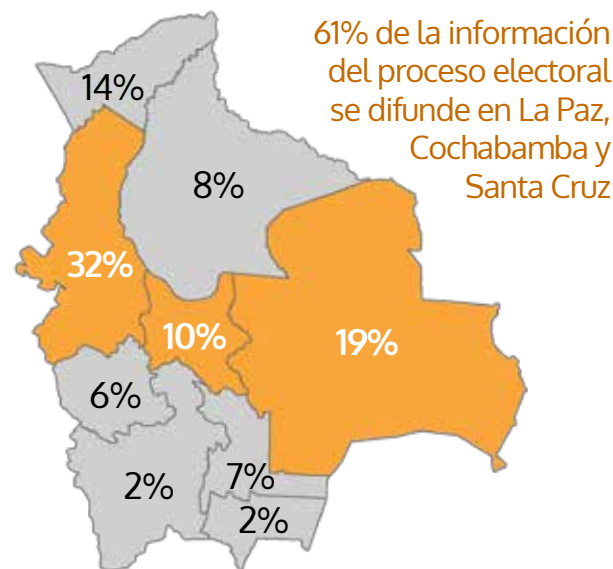 61% de la información
del proceso electoral
se difunde en La Paz,
Cochabamba y
Santa Cruz
14%
8%
32%
10%
19%
6%
2%
7%
2%